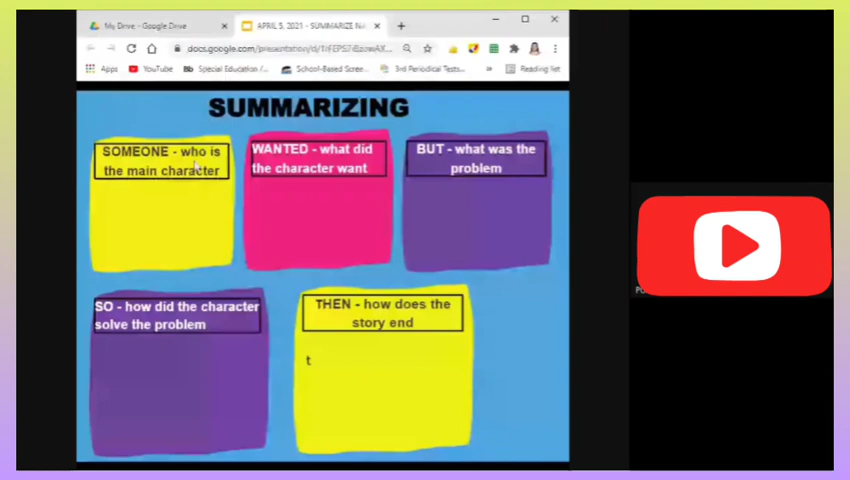 My Drive - Google Drive
APRIL 5, 2021 - SUMMARIZE
docs.google.com/presentation/d/
Apps YouTube Special Education /... School-Based Scree... 3rd Periodical Tests... Reading list
SUMMARIZING
SOMEONE - who is
the main character
WANTED - what did
the character want
BUT - what was the
problem
SO - how did the character
solve the problem
THEN - how does the
story end
t